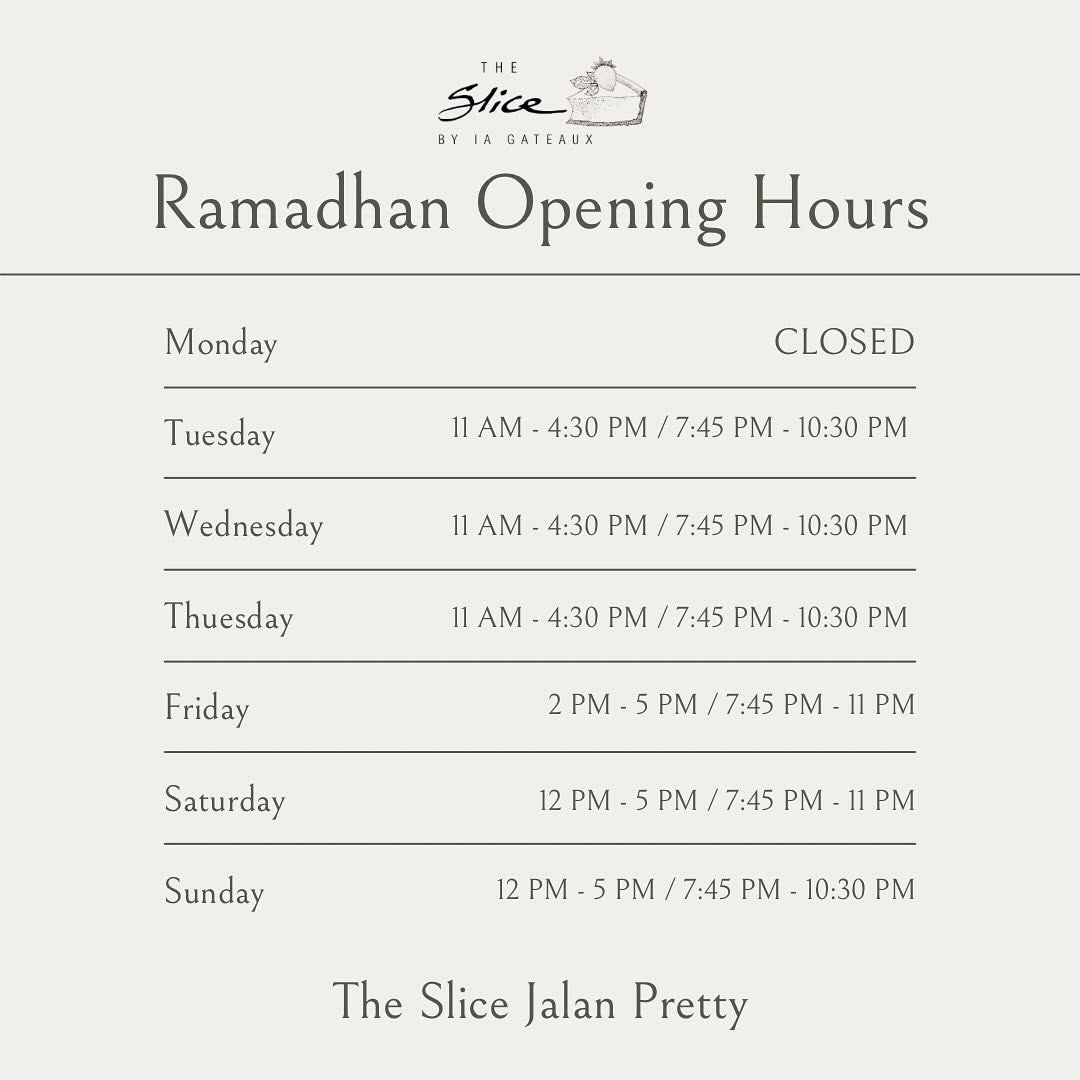 THE
Slice
BY IA GATEAUX
Ramadhan Opening Hours
Monday CLOSED
Tuesday 11 AM - 4:30 PM / 7:45 PM - 10:30 PM
Wednesday 11 AM - 4:30 PM / 7:45 PM - 10:30 PM
Thuesday 11 AM - 4:30 PM / 7:45 PM - 10:30 PM
Friday 2 PM - 5 PM / 7:45 PM - 11 PM
Saturday 12 PM - 5 PM / 7:45 PM - 11 PM
Sunday 12 PM - 5 PM / 7:45 PM - 10:30 PM
The Slice Jalan Pretty